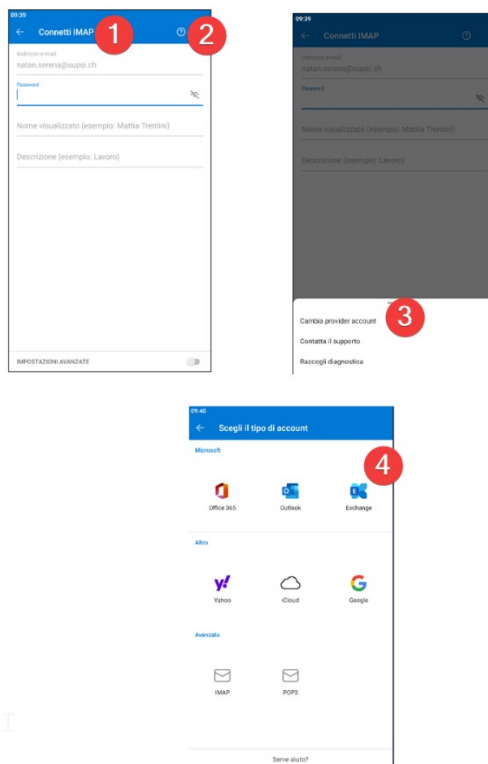 09:39
Connetti IMAP
1
2
Indirizzo e-mail
natan.serena@supsi.ch
Password
Nome visualizzato (esempio: Mattia Trentini)
Descrizione (esempio: Lavoro)
IMPOSTAZIONI AVANZATE
09:39
Connetti IMAP
Indirizzo e-mail
natan.serena@supsi.ch
Password
Nome visualizzato (esempio: Mattia Trentini)
Descrizione (esempio: Lavoro)
Cambia provider account
3
Contatta il supporto
Raccogli diagnostica
09:40
Scegli il tipo di account
Microsoft
4
Office 365
Outlook
Exchange
Altro
Yahoo
iCloud
Google
Avanzate
IMAP
POP3
Serve aiuto?